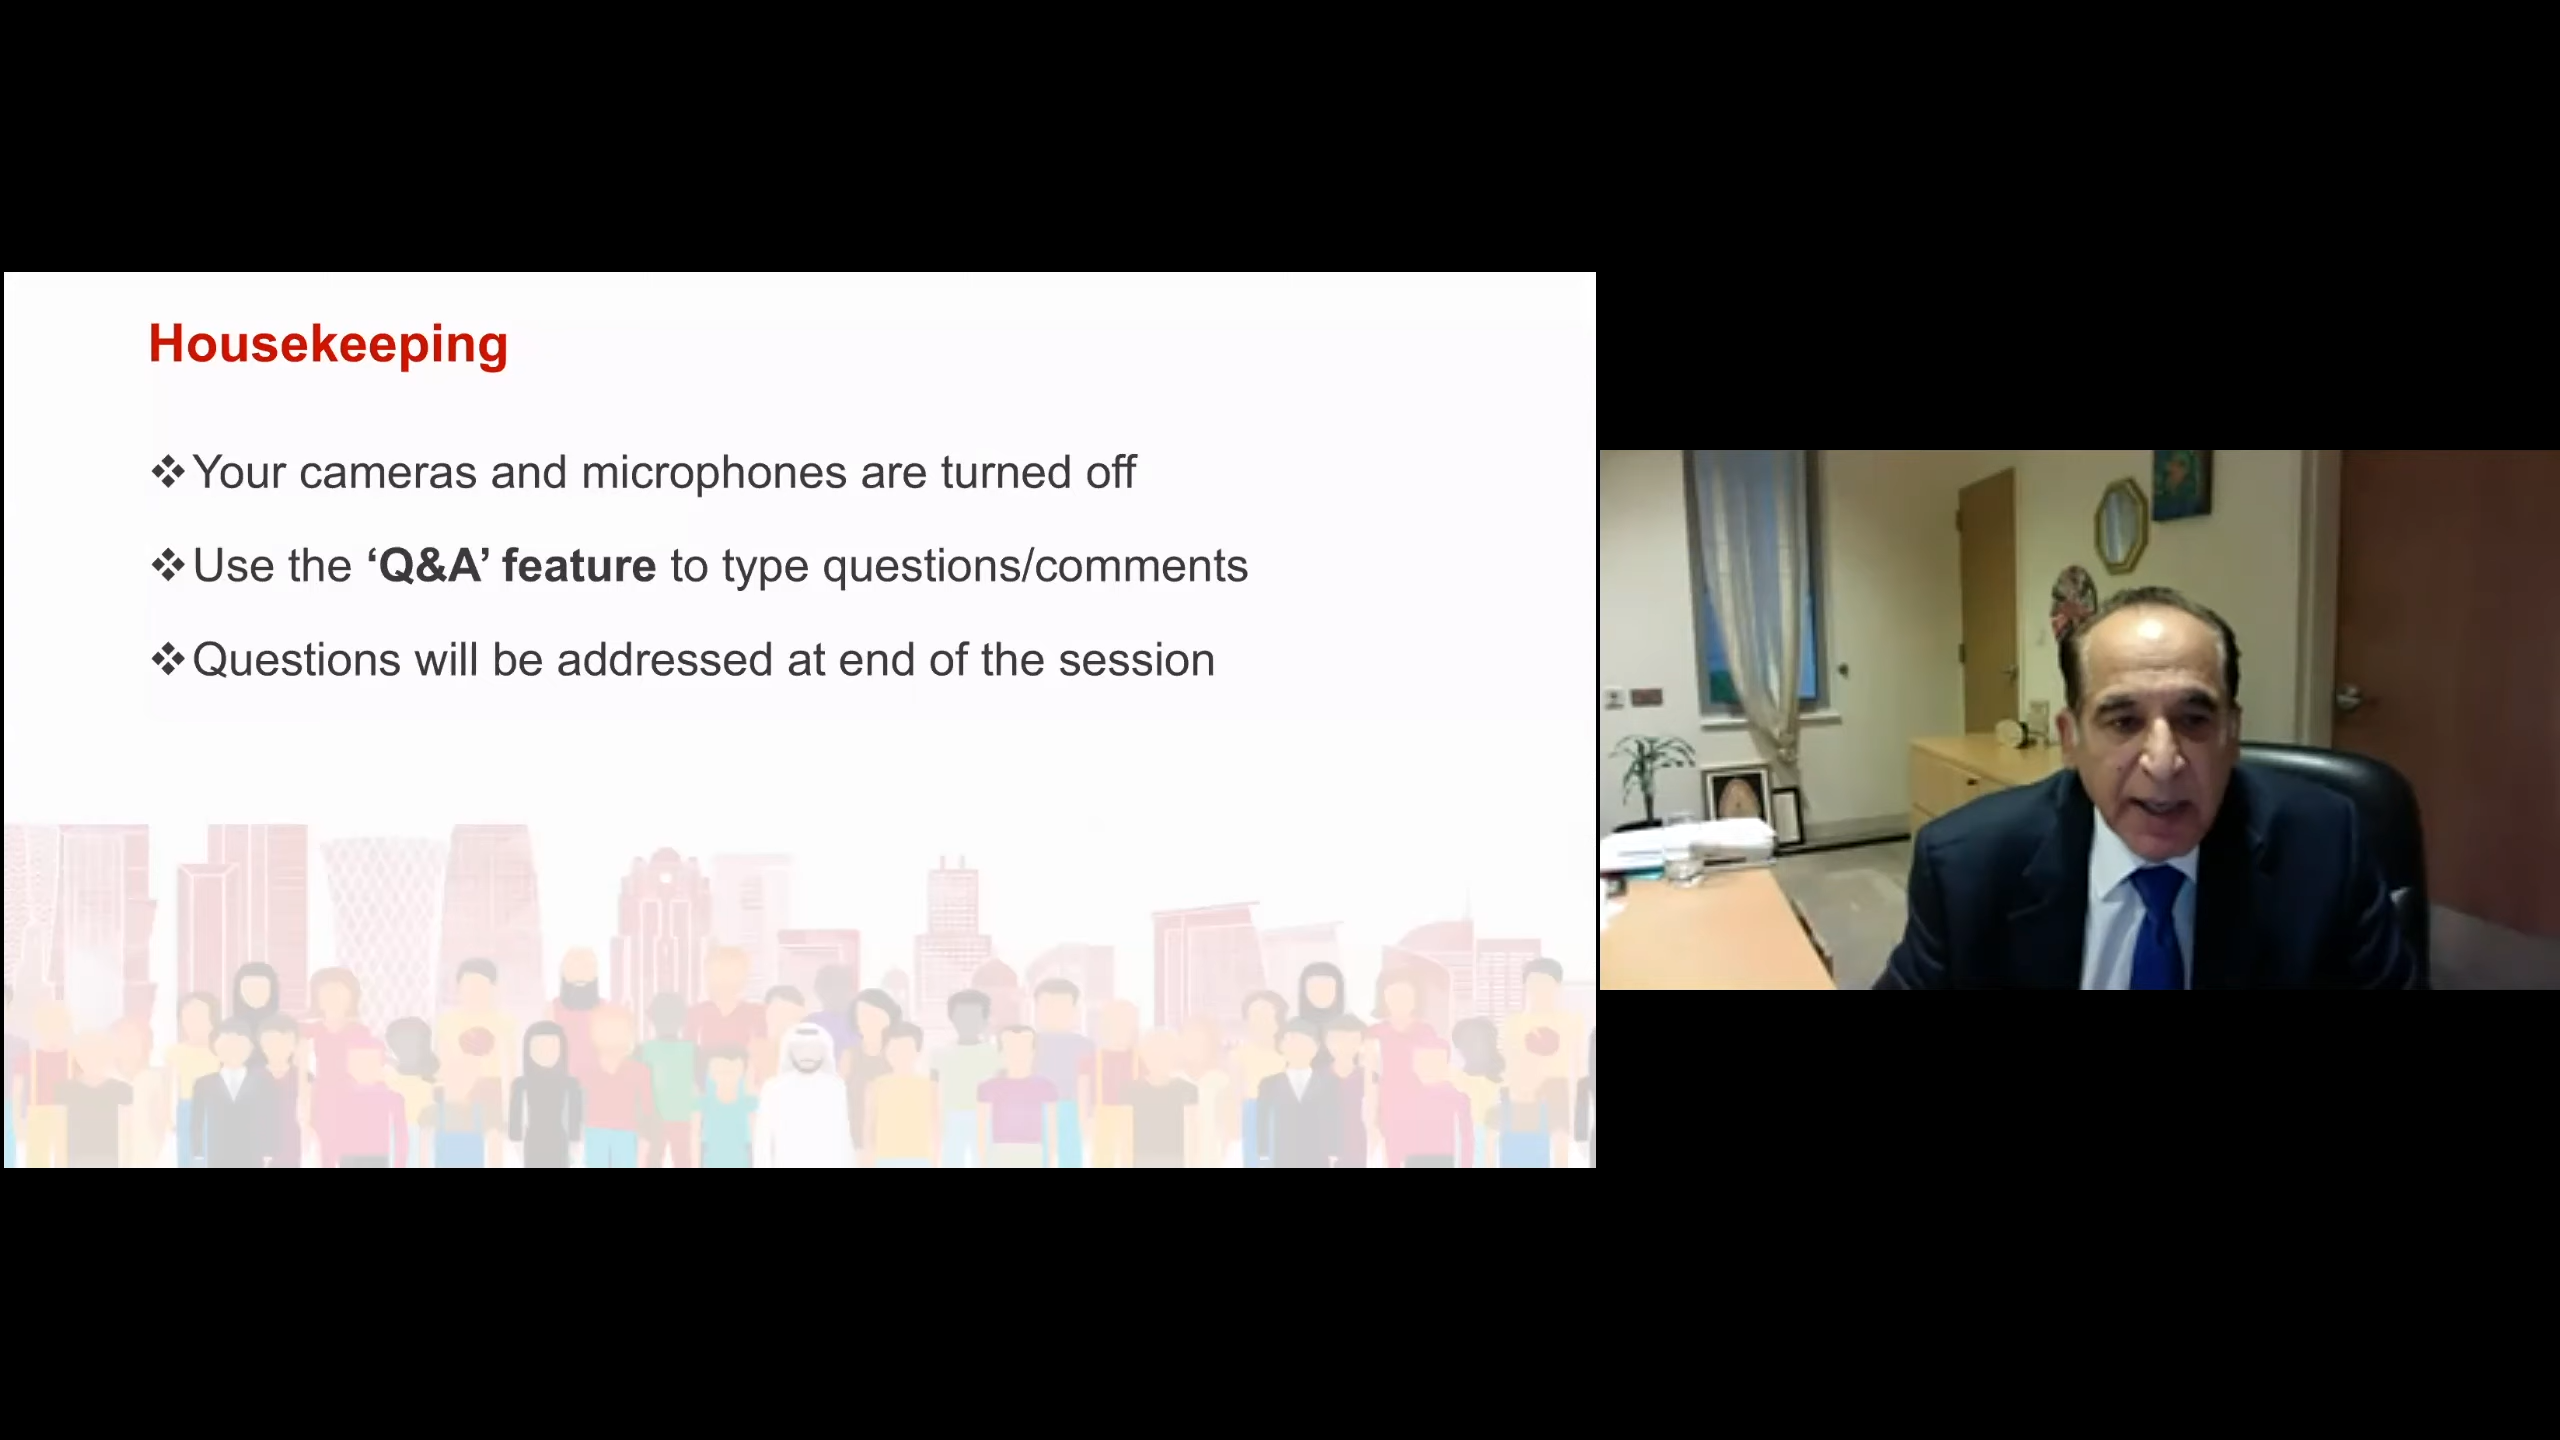 Housekeeping
❖Your cameras and microphones are turned off
❖Use the ‘Q&A’ feature to type questions/comments
❖Questions will be addressed at end of the session